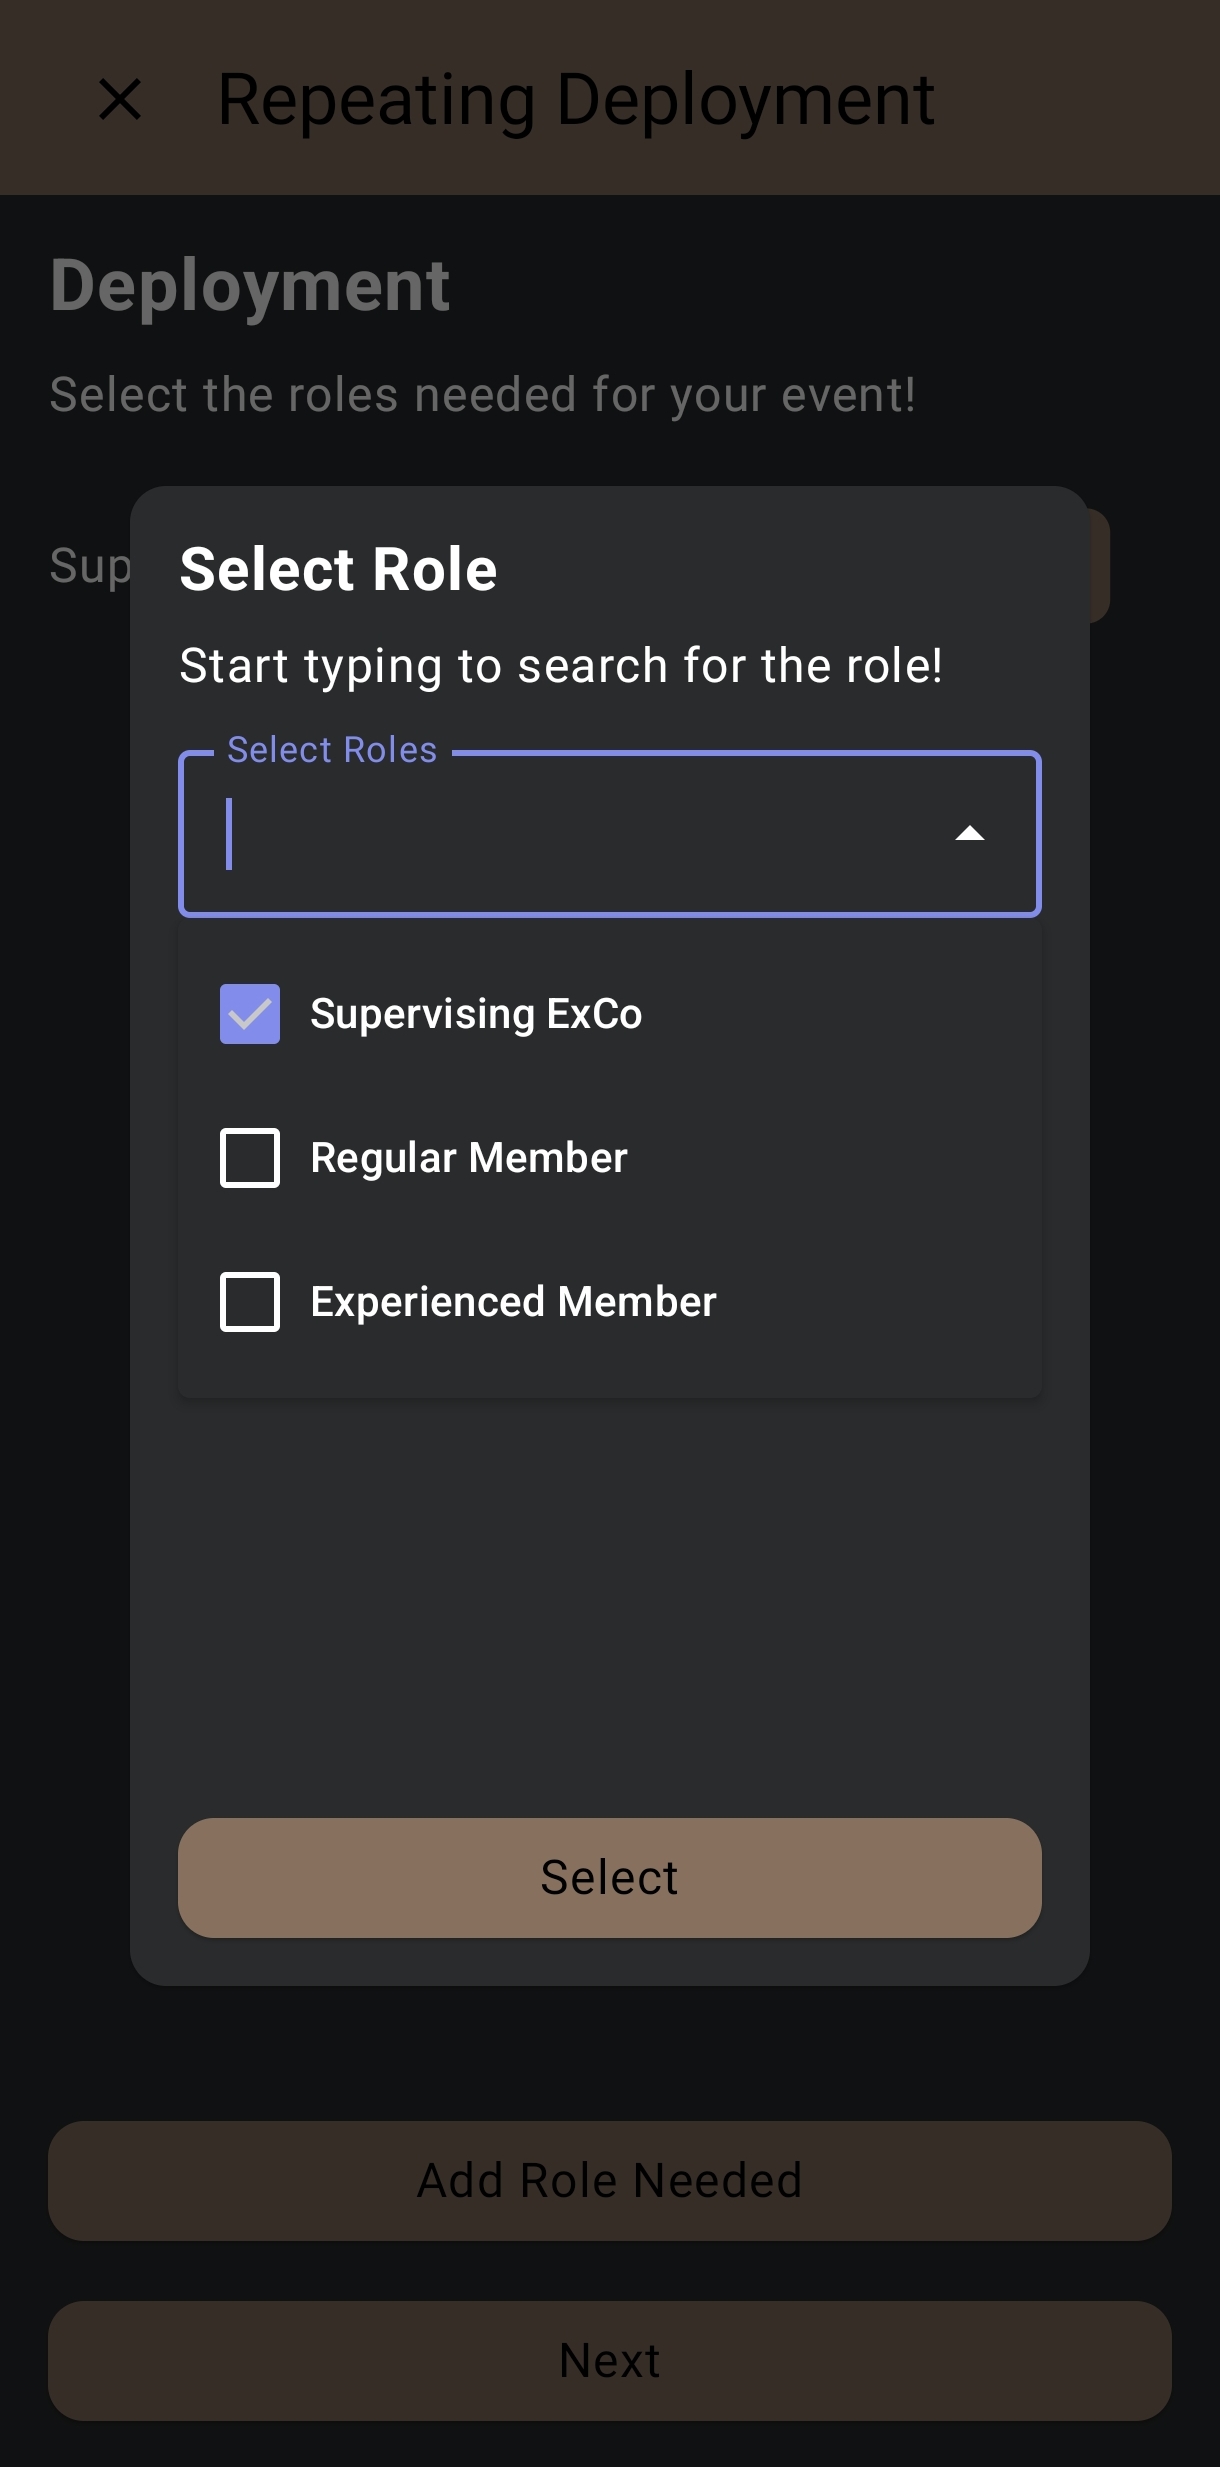 Repeating Deployment
Deployment
Select the roles needed for your event!
Sup
Select Role
Start typing to search for the role!
Select Roles
Supervising ExCo
Regular Member
Experienced Member
Select
Add Role Needed
Next